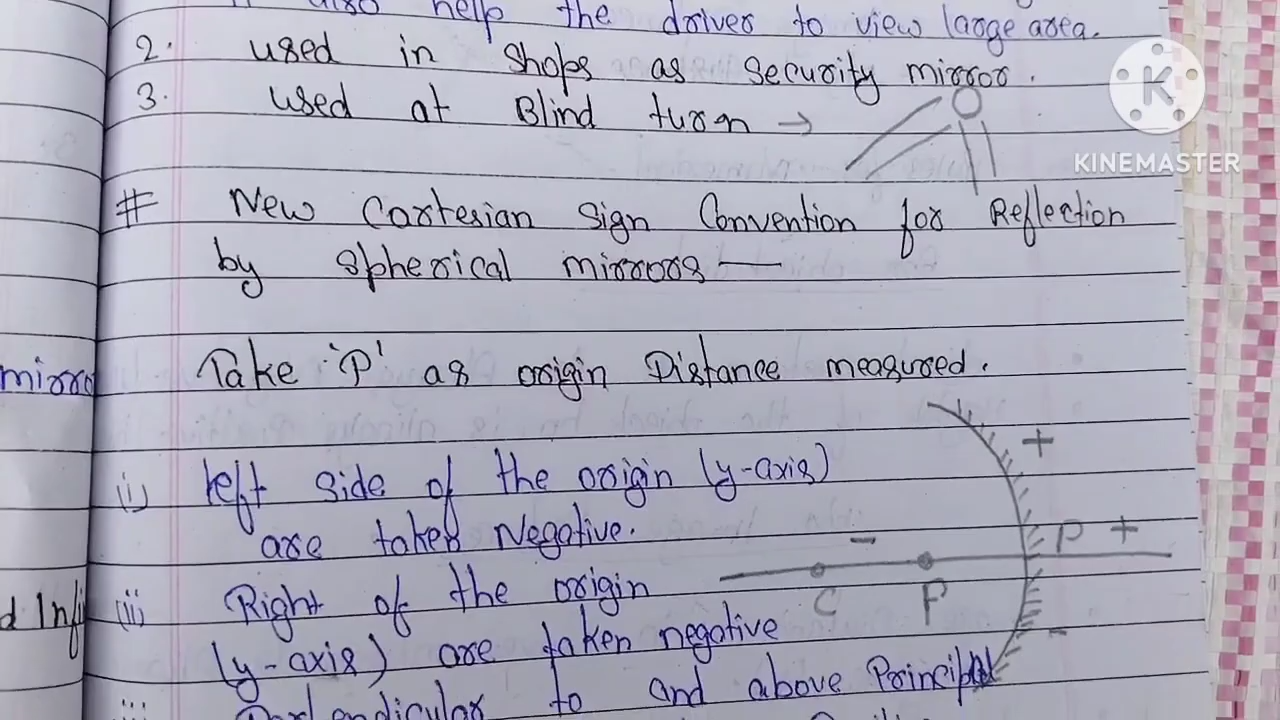 also help the driver to view large area.
2. used in shops as security mirror.
3. used at Blind turn →
K
KINEMASTER
# New Cartesian Sign Convention for Reflection
by spherical mirrors —
mirro
Take 'P' as origin Distance measured.
(i) left side of the origin (y-axis)
are taken Negative.
+
-
P +
C P
-
d Infi
(ii) Right of the origin
(y-axis) are taken negative
to and above Principal